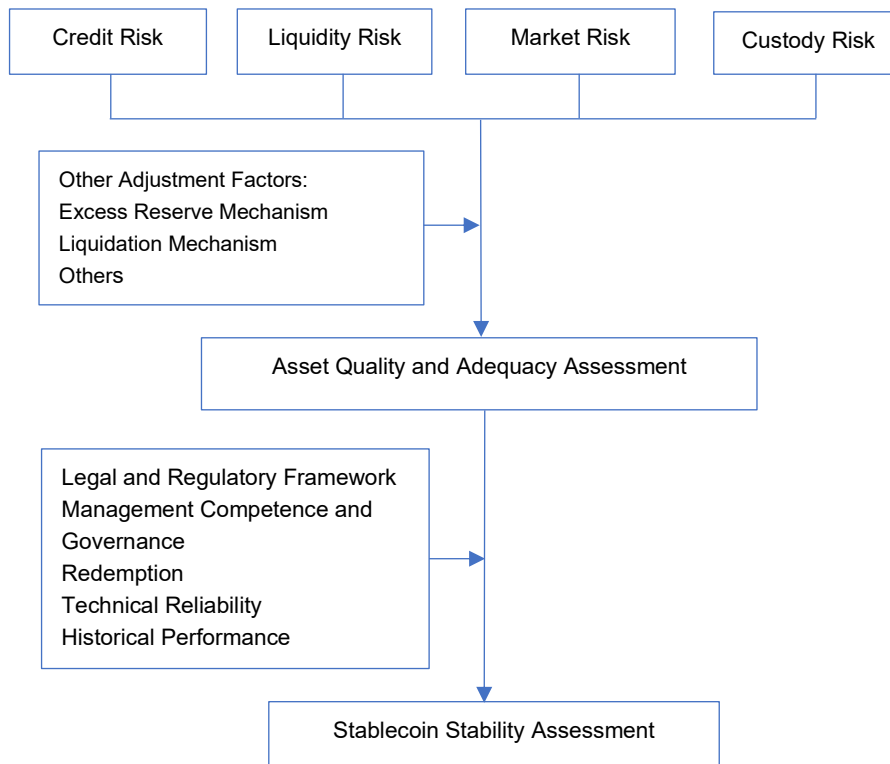 Credit Risk
Liquidity Risk
Market Risk
Custody Risk
Other Adjustment Factors:
Excess Reserve Mechanism
Liquidation Mechanism
Others
Asset Quality and Adequacy Assessment
Legal and Regulatory Framework
Management Competence and
Governance
Redemption
Technical Reliability
Historical Performance
Stablecoin Stability Assessment